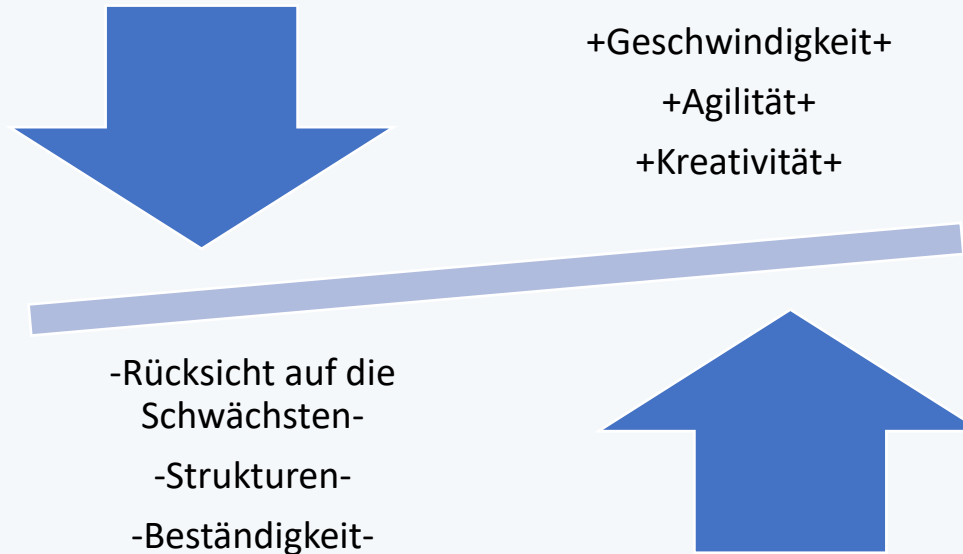 +Geschwindigkeit+
+Agilität+
+Kreativität+
-Rücksicht auf die
Schwächsten-
-Strukturen-
-Beständigkeit-